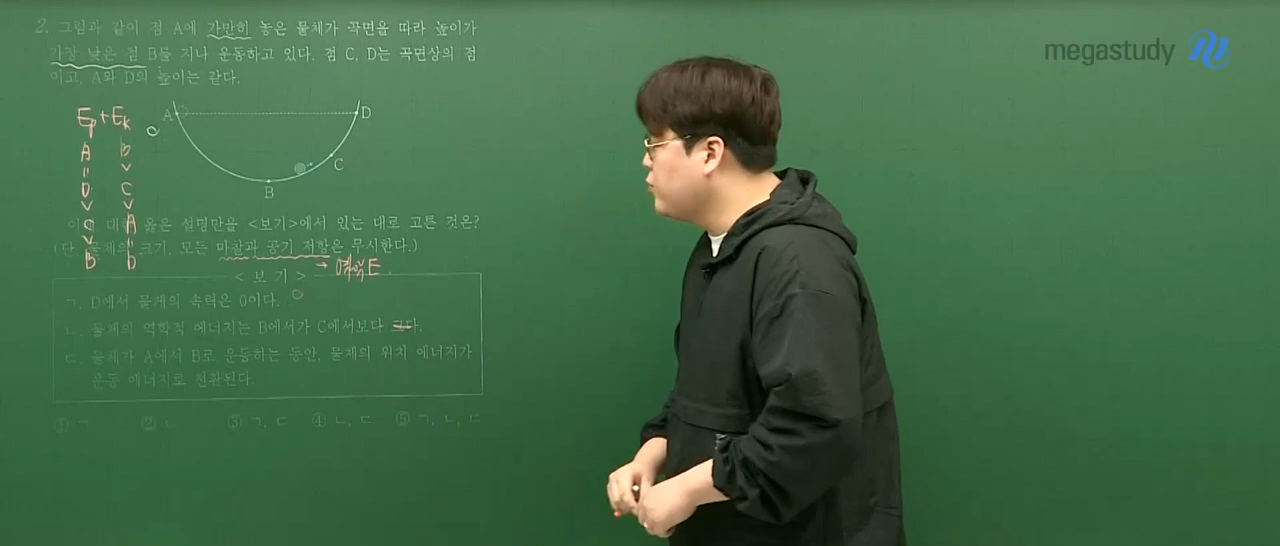 megastudy
2. 그림과 같이 점 A에 가만히 놓은 물체가 곡면을 따라 높이가
가장 낮은 점 B를 지나 운동하고 있다. 점 C, D는 곡면상의 점
이고, A와 D의 높이는 같다.
Ep + Ek
A
D
C
B
B
C
A
D
0
A
D
C
B
이에 대한 옳은 설명만을 <보기>에서 있는 대로 고른 것은?
(단, 물체의 크기, 모든 마찰과 공기 저항은 무시한다.)
→ 역학E
<보기>
ㄱ. D에서 물체의 속력은 0이다.
ㄴ. 물체의 역학적 에너지는 B에서가 C에서보다 크다.
ㄷ. 물체가 A에서 B로 운동하는 동안, 물체의 위치 에너지가
운동 에너지로 전환된다.
① ㄱ ② ㄴ ③ ㄱ, ㄷ ④ ㄴ, ㄷ ⑤ ㄱ, ㄴ, ㄷ